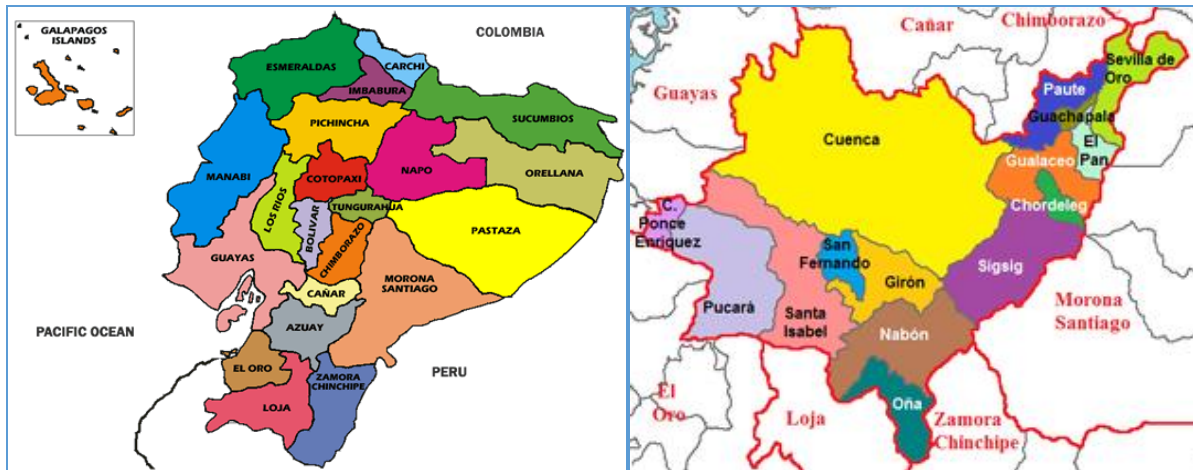 GALAPAGOS
ISLANDS
COLOMBIA
ESMERALDAS
CARCHI
IMBABURA
SUCUMBIOS
PICHINCHA
MANABI
COTOPAXI
NAPO
ORELLANA
LOS RIOS
TUNGURAHUA
BOLIVAR
PASTAZA
CHIMBORAZO
GUAYAS
MORONA
SANTIAGO
CAÑAR
PACIFIC OCEAN
AZUAY
EL ORO
ZAMORA
CHINCHIPE
PERU
LOJA
Cañar
Chimborazo
Sevilla de
Oro
Guayas
Paute
Guachapala
Cuenca
El
Pan
Gualaceo
Chordeleg
C.
Ponce
Enriquez
San
Fernando
Sígsig
Girón
Pucará
Santa
Isabel
Morona
Santiago
Nabón
El
Oro
Loja
Oña
Zamora
Chinchipe